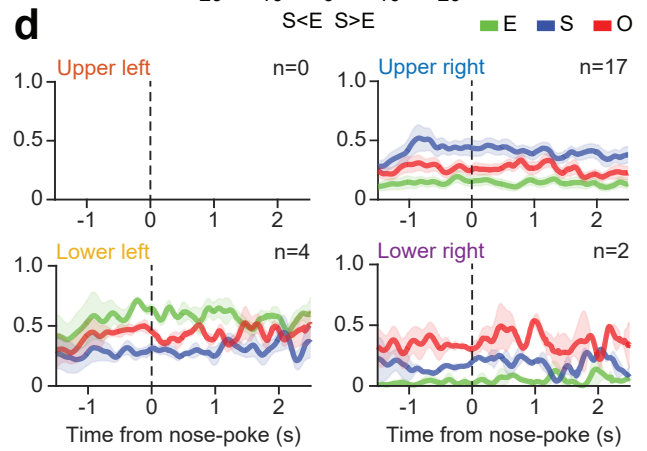 d
S<E S>E
E S O
Upper left n=0
Upper right n=17
1.0
0.5
0
-1 0 1 2
1.0
0.5
0
-1 0 1 2
Lower left n=4
Lower right n=2
1.0
0.5
0
-1 0 1 2
Time from nose-poke (s)
1.0
0.5
0
-1 0 1 2
Time from nose-poke (s)